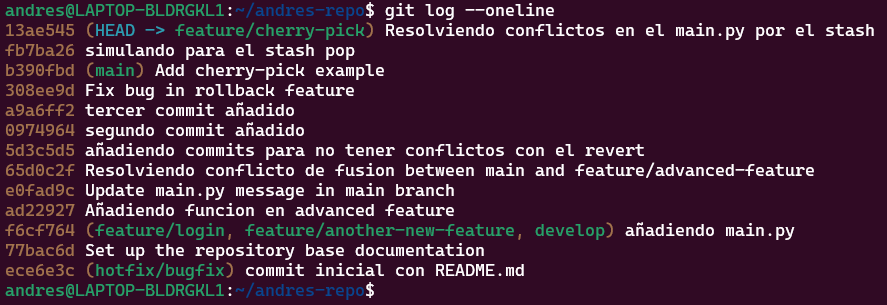 andres@LAPTOP-BLDRGKL1:~/andres-repo$ git log --oneline
13ae545 (HEAD -> feature/cherry-pick) Resolviendo conflictos en el main.py por el stash
fb7ba26 simulando para el stash pop
b390fbd (main) Add cherry-pick example
308ee9d Fix bug in rollback feature
a9a6ff2 tercer commit añadido
0974964 segundo commit añadido
5d3c5d5 añadiendo commits para no tener conflictos con el revert
65d0c2f Resolviendo conflicto de fusion between main and feature/advanced-feature
e0fad9c Update main.py message in main branch
ad22927 Añadiendo funcion en advanced feature
f6cf764 (feature/login, feature/another-new-feature, develop) añadiendo main.py
77bac6d Set up the repository base documentation
ece6e3c (hotfix/bugfix) commit inicial con README.md
andres@LAPTOP-BLDRGKL1:~/andres-repo$